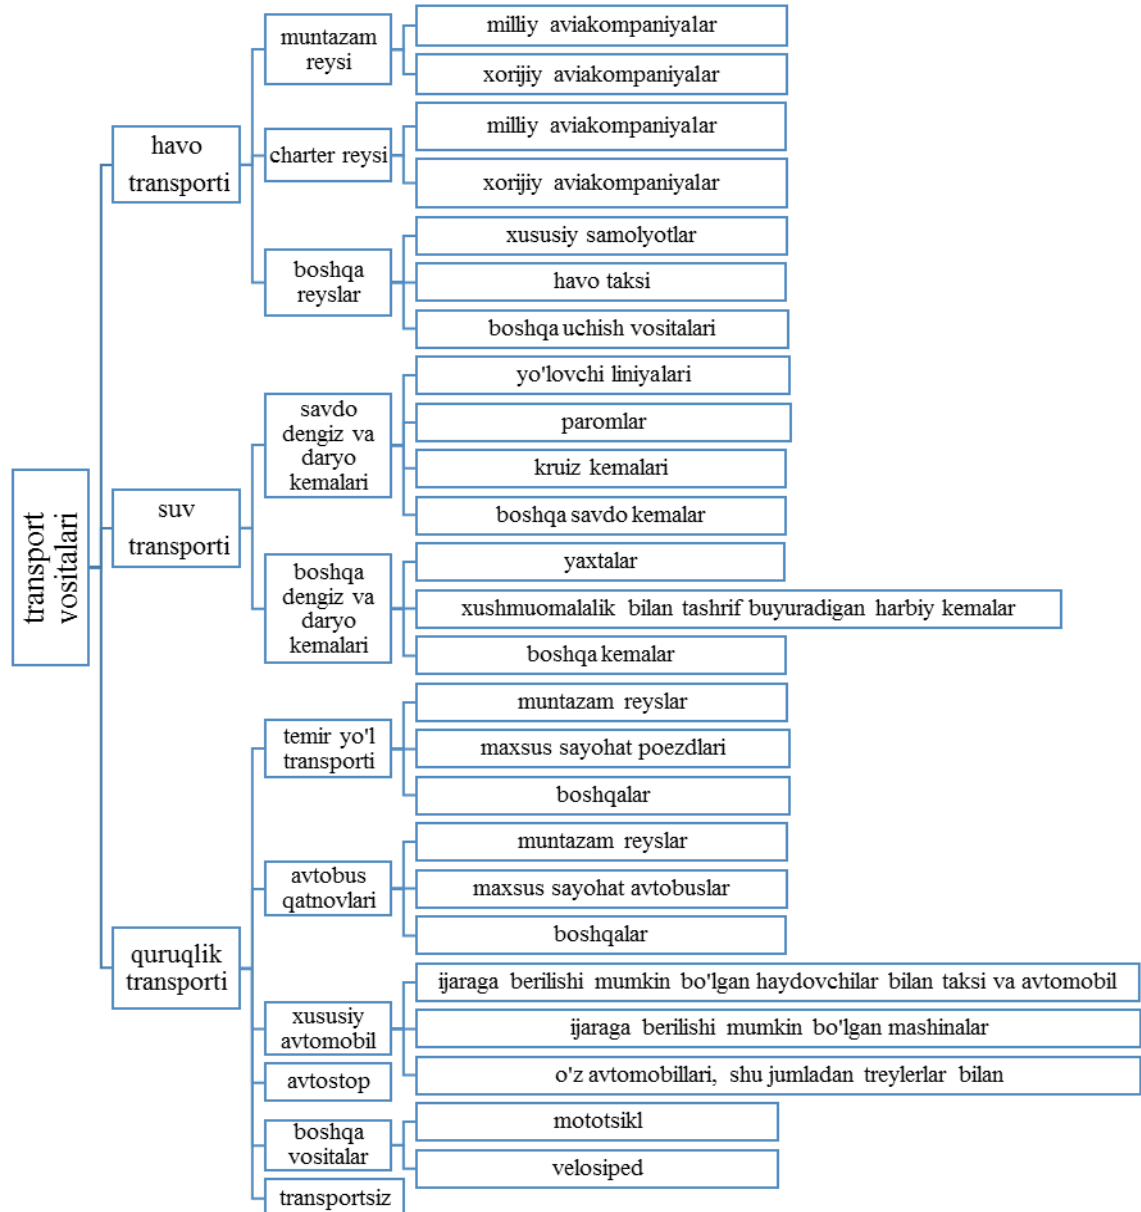 transport
vositalari
havo
transporti
muntazam
reysi
milliy aviakompaniyalar
xorijiy aviakompaniyalar
charter reysi
milliy aviakompaniyalar
xorijiy aviakompaniyalar
boshqa
reyslar
xususiy samolyotlar
havo taksi
boshqa uchish vositalari
suv
transporti
savdo
dengiz va
daryo
kemalari
yo'lovchi liniyalari
paromlar
kruiz kemalari
boshqa savdo kemalar
boshqa
dengiz va
daryo
kemalari
yaxtalar
xushmuomalalik bilan tashrif buyuradigan harbiy kemalar
boshqa kemalar
quruqlik
transporti
temir yo'l
transporti
muntazam reyslar
maxsus sayohat poezdlari
boshqalar
avtobus
qatnovlari
muntazam reyslar
maxsus sayohat avtobuslar
boshqalar
xususiy
avtomobil
ijaraga berilishi mumkin bo'lgan haydovchilar bilan taksi va avtomobil
ijaraga berilishi mumkin bo'lgan mashinalar
o'z avtomobillari, shu jumladan treylerlar bilan
avtostop
boshqa
vositalar
mototsikl
velosiped
transportsiz